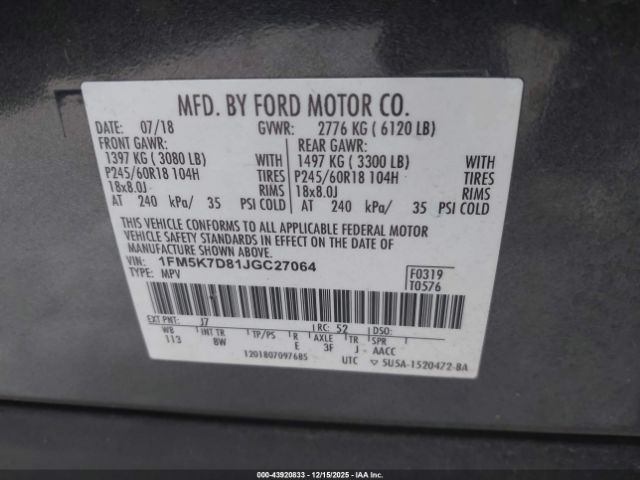 MFD. BY FORD MOTOR CO.
DATE: 07/18 GVWR: 2776 KG ( 6120 LB)
FRONT GAWR: REAR GAWR:
1397 KG ( 3080 LB) WITH 1497 KG ( 3300 LB) WITH
P245/60R18 104H TIRES P245/60R18 104H TIRES
18x8.0J RIMS 18x8.0J RIMS
AT 240 kPa/ 35 PSI COLD AT 240 kPa/ 35 PSI COLD
THIS VEHICLE CONFORMS TO ALL APPLICABLE FEDERAL MOTOR
VEHICLE SAFETY STANDARDS IN EFFECT ON THE DATE OF
MANUFACTURE SHOWN ABOVE.
VIN: 1FM5K7D81JGC27064
TYPE: MPV
F0319
T0576
EXT PNT: J7 RC: 52 DSO:
WB INT TR TP/PS R AXLE TR SPR
113 8W E 3F J AACC
1201807097685 UTC ▽ 5U5A-1520472-BA
000-43920833 - 12/15/2025 - IAA Inc.